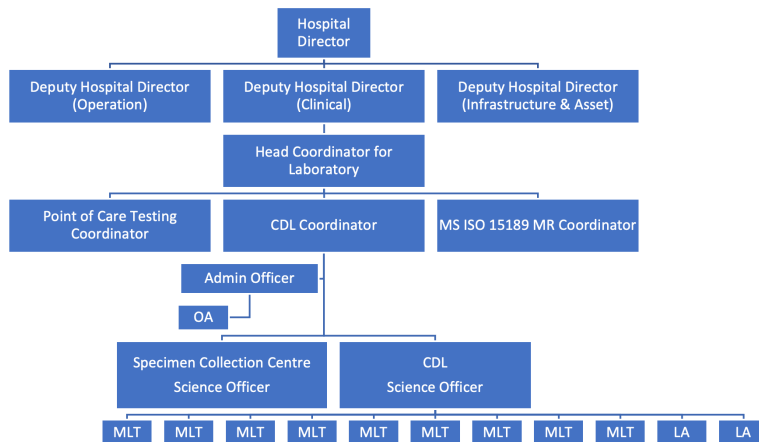 Hospital
Director
Deputy Hospital Director
(Operation)
Deputy Hospital Director
(Clinical)
Deputy Hospital Director
(Infrastructure & Asset)
Head Coordinator for
Laboratory
Point of Care Testing
Coordinator
CDL Coordinator
MS ISO 15189 MR Coordinator
Admin Officer
OA
Specimen Collection Centre
Science Officer
CDL
Science Officer
MLT
MLT
MLT
MLT
MLT
MLT
MLT
MLT
MLT
LA
LA